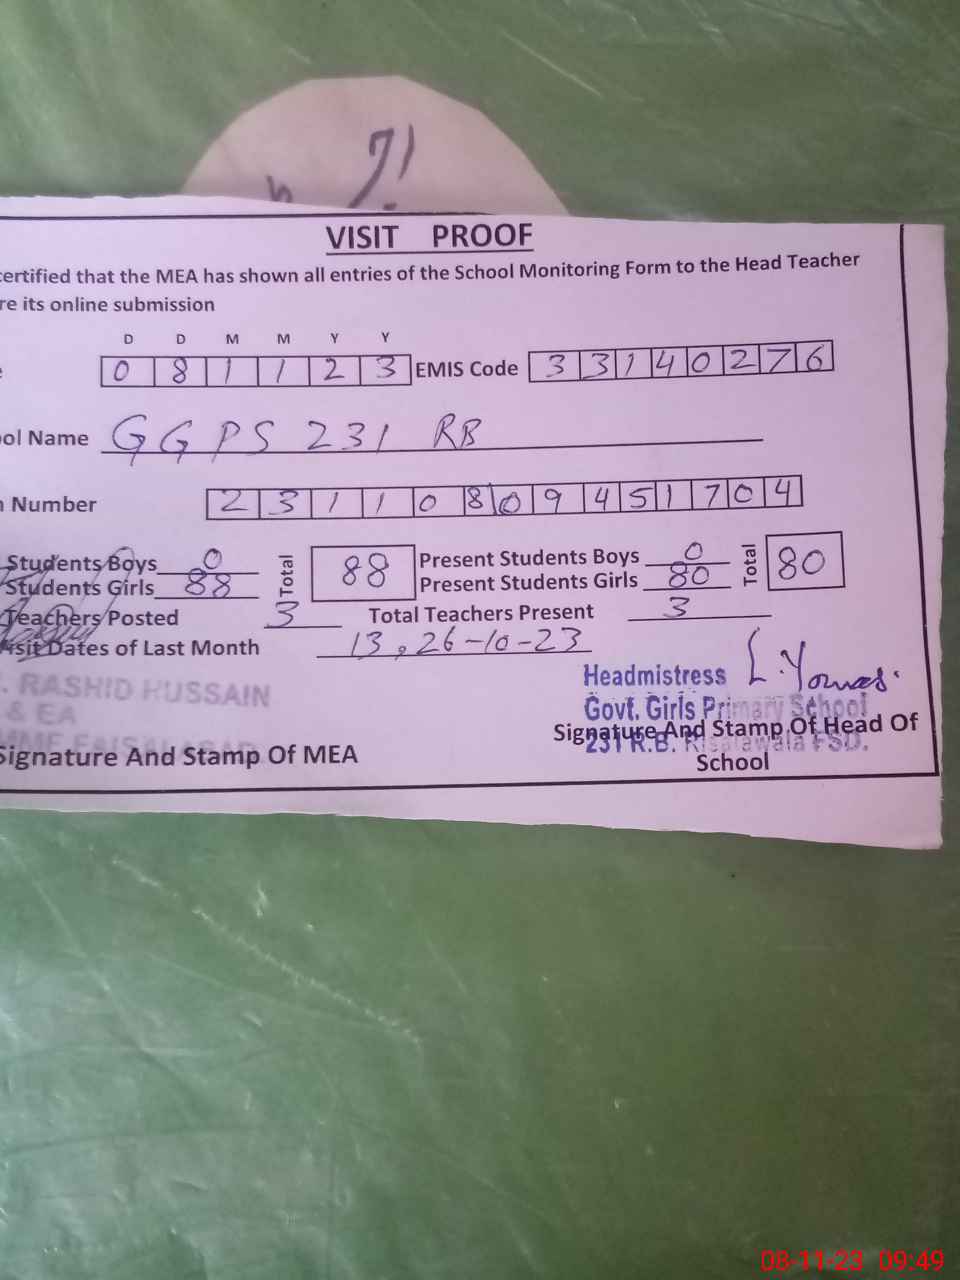 VISIT PROOF
certified that the MEA has shown all entries of the School Monitoring Form to the Head Teacher
re its online submission
D D M M Y Y
0 8 1 1 2 3 EMIS Code 3 3 1 4 0 2 7 6
ol Name GGPS 231 RB
Number 2 3 1 1 0 8 0 9 4 5 1 7 0 4
Students Boys 0 Total 88 Present Students Boys 0 Total 80
Students Girls 88 Present Students Girls 80
Teachers Posted 3 Total Teachers Present 3
isit Dates of Last Month 13, 26-10-23
RASHID HUSSAIN
& EA
Signature And Stamp Of MEA
Headmistress
Govt. Girls Primary School
231 R.B. Risalawala FSD.
Signature And Stamp Of Head Of
School
08-11-23 09:49